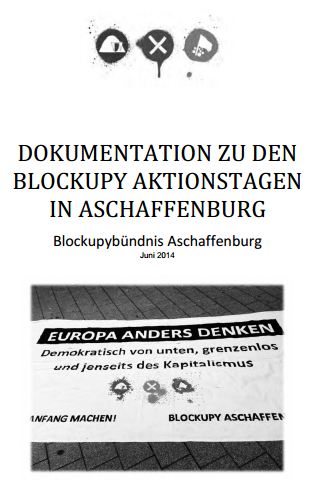 DOKUMENTATION ZU DEN
BLOCKUPY AKTIONSTAGEN
IN ASCHAFFENBURG
Blockupybündnis Aschaffenburg
Juni 2014
EUROPA ANDERS DENKEN
Demokratisch von unten, grenzenlos
und jenseits des Kapitalismus
ANFANG MACHEN!
BLOCKUPY ASCHAFFEN